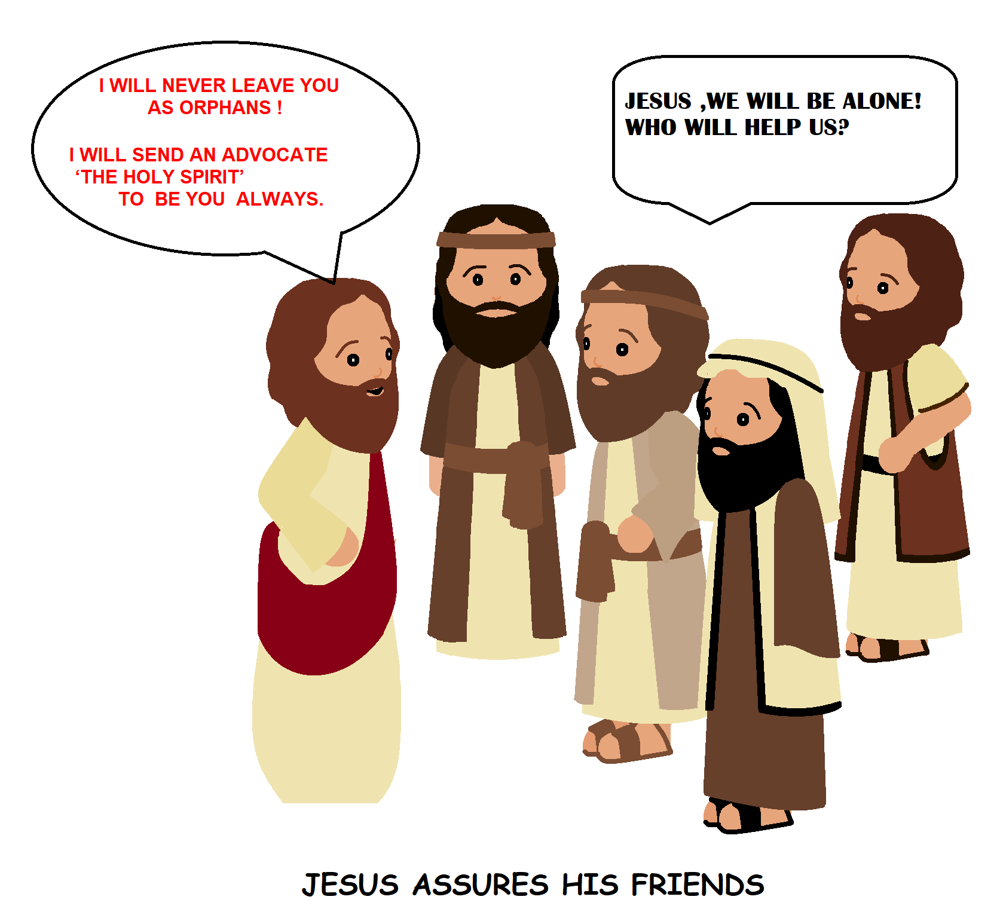 I WILL NEVER LEAVE YOU
AS ORPHANS !
I WILL SEND AN ADVOCATE
‘THE HOLY SPIRIT’
TO BE YOU ALWAYS.
JESUS ,WE WILL BE ALONE!
WHO WILL HELP US?
JESUS ASSURES HIS FRIENDS